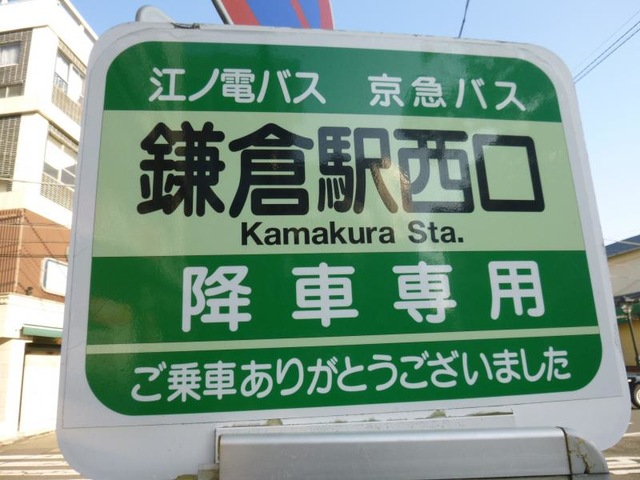 江ノ電バス 京急バス
鎌倉駅西口
Kamakura Sta.
降車専用
ご乗車ありがとうございました